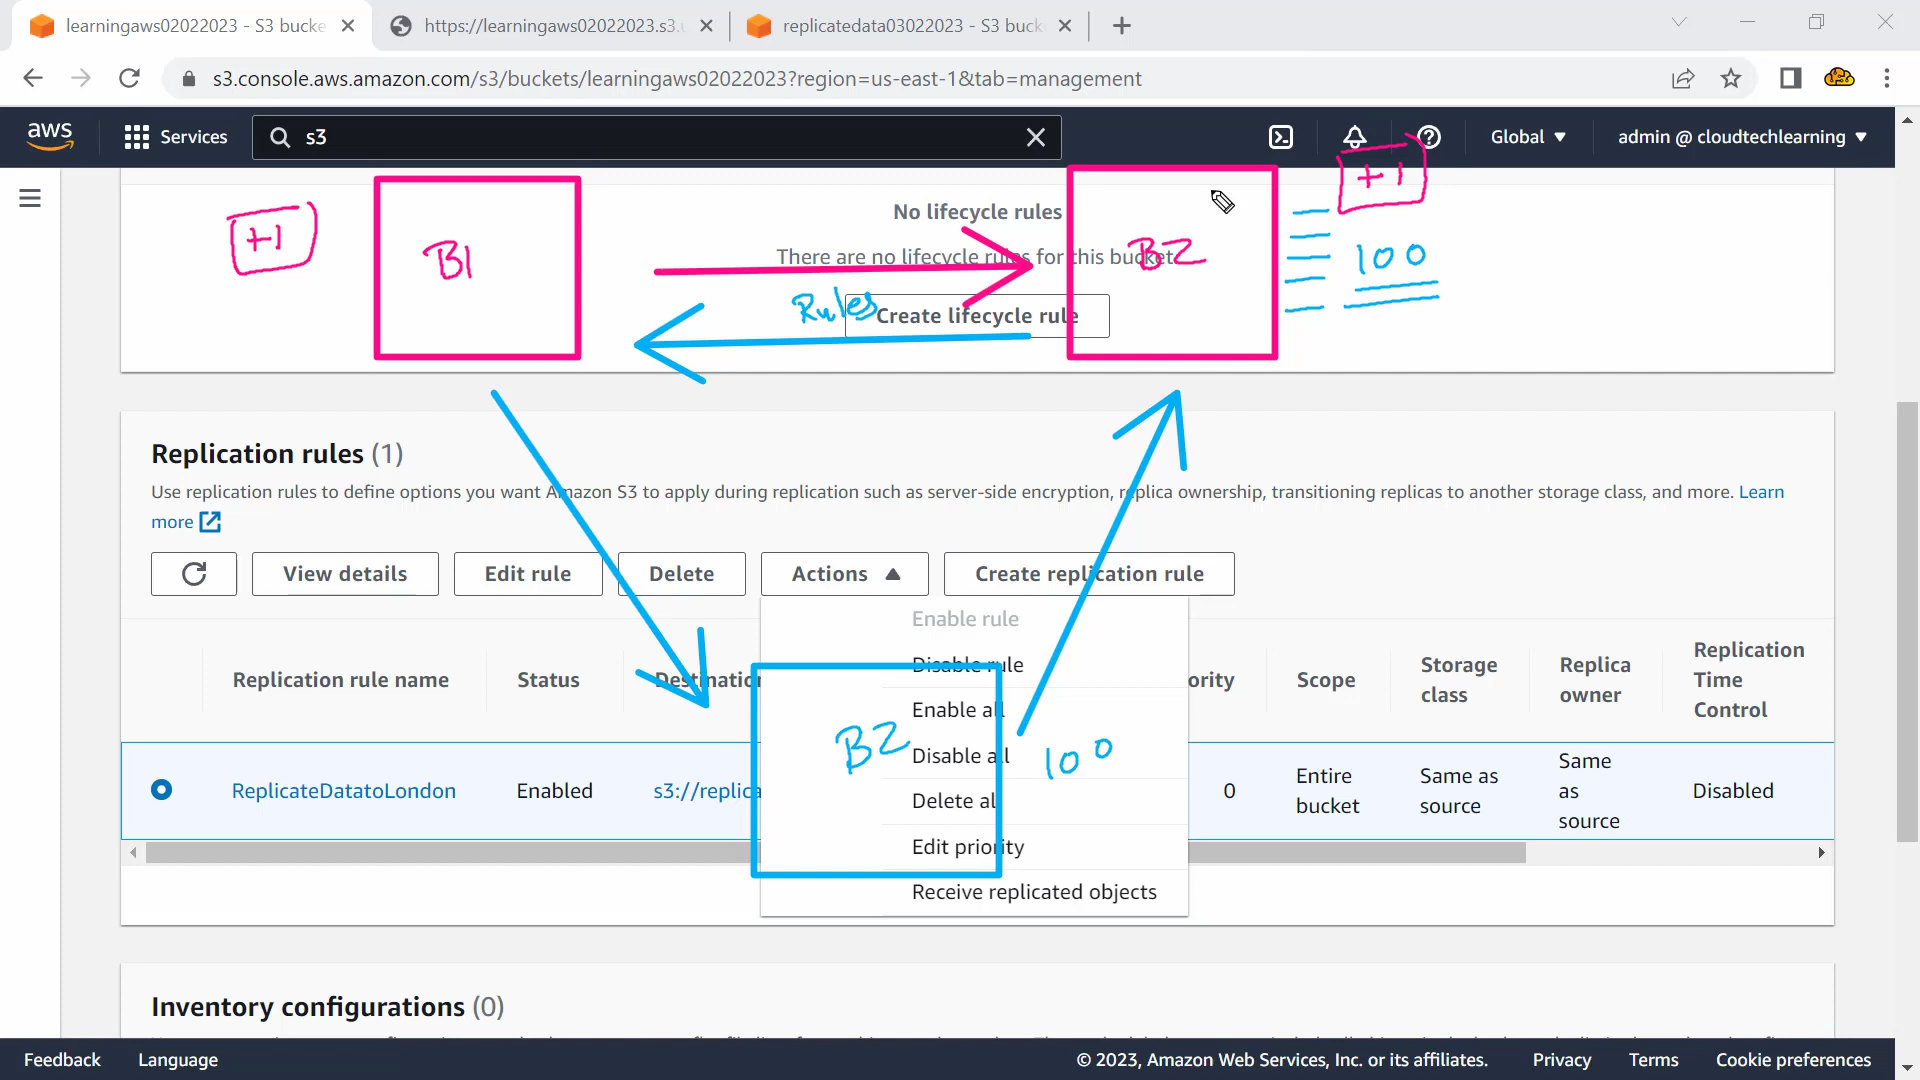 learningaws02022023 - S3 bucke
https://learningaws02022023.s3.
replicatedata03022023 - S3 buck
s3.console.aws.amazon.com/s3/buckets/learningaws02022023?region=us-east-1&tab=management
aws
Services
s3
Global
admin @ cloudtechlearning
+1
B1
No lifecycle rules
There are no lifecycle rules for this bucket.
Rules
Create lifecycle rule
B2
+1
100
Replication rules (1)
Use replication rules to define options you want Amazon S3 to apply during replication such as server-side encryption, replica ownership, transitioning replicas to another storage class, and more. Learn
more
View details
Edit rule
Delete
Actions
Create replication rule
Enable rule
Disable rule
Enable all
Disable all
Delete all
Edit priority
Receive replicated objects
B2
100
Replication rule name
Status
Destination
ority
Scope
Storage
class
Replica
owner
Replication
Time
Control
ReplicateDatatoLondon
Enabled
s3://replica
0
Entire
bucket
Same as
source
Same
as
source
Disabled
Inventory configurations (0)
Feedback
Language
© 2023, Amazon Web Services, Inc. or its affiliates.
Privacy
Terms
Cookie preferences